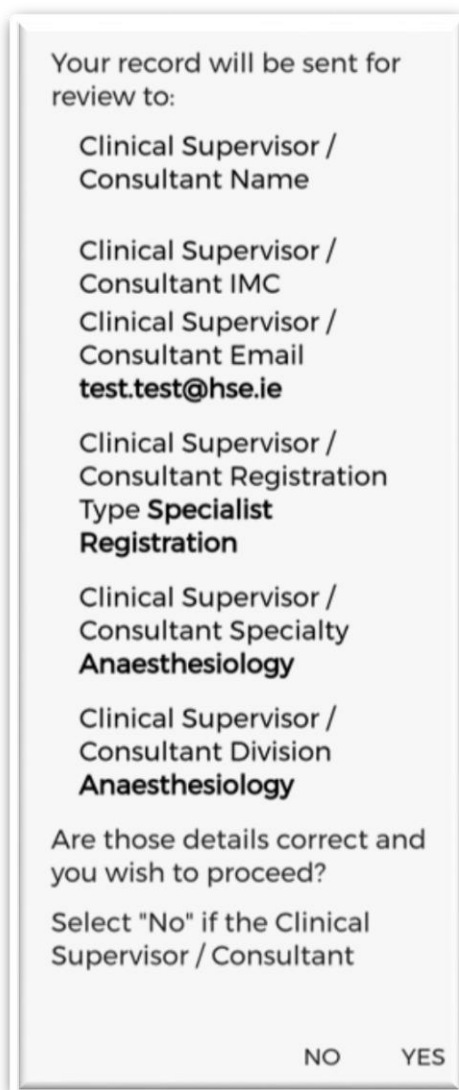 Your record will be sent for
review to:
Clinical Supervisor /
Consultant Name
Clinical Supervisor /
Consultant IMC
Clinical Supervisor /
Consultant Email
test.test@hse.ie
Clinical Supervisor /
Consultant Registration
Type Specialist
Registration
Clinical Supervisor /
Consultant Specialty
Anaesthesiology
Clinical Supervisor /
Consultant Division
Anaesthesiology
Are those details correct and
you wish to proceed?
Select "No" if the Clinical
Supervisor / Consultant
NO YES